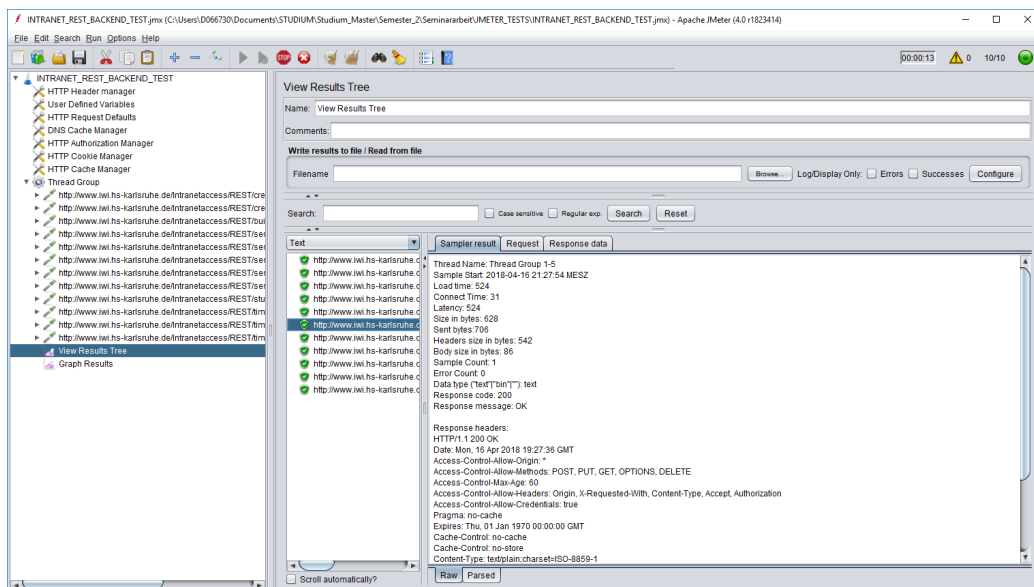 INTRANET_REST_BACKEND_TEST.jmx (C:\Users\D066730\Documents\STUDIUM\Studium_Master\Semester_2\Seminararbeit\JMETER_TESTS\INTRANET_REST_BACKEND_TEST.jmx) - Apache JMeter (4.0 r1823414)
File Edit Search Run Options Help
STOP
00:00:13 0 10/10
INTRANET_REST_BACKEND_TEST
HTTP Header manager
User Defined Variables
HTTP Request Defaults
DNS Cache Manager
HTTP Authorization Manager
HTTP Cookie Manager
HTTP Cache Manager
Thread Group
http://www.iwi.hs-karlsruhe.de/Intranetaccess/REST/cre
http://www.iwi.hs-karlsruhe.de/Intranetaccess/REST/cre
http://www.iwi.hs-karlsruhe.de/Intranetaccess/REST/bui
http://www.iwi.hs-karlsruhe.de/Intranetaccess/REST/ser
http://www.iwi.hs-karlsruhe.de/Intranetaccess/REST/ser
http://www.iwi.hs-karlsruhe.de/Intranetaccess/REST/ser
http://www.iwi.hs-karlsruhe.de/Intranetaccess/REST/ser
http://www.iwi.hs-karlsruhe.de/Intranetaccess/REST/ser
http://www.iwi.hs-karlsruhe.de/Intranetaccess/REST/stu
http://www.iwi.hs-karlsruhe.de/Intranetaccess/REST/tim
http://www.iwi.hs-karlsruhe.de/Intranetaccess/REST/tim
http://www.iwi.hs-karlsruhe.de/Intranetaccess/REST/tim
View Results Tree
Graph Results
View Results Tree
Name: View Results Tree
Comments:
Write results to file / Read from file
Filename Browse... Log/Display Only: Errors Successes Configure
Search: Case sensitive Regular exp. Search Reset
Text
http://www.iwi.hs-karlsruhe.d
http://www.iwi.hs-karlsruhe.d
http://www.iwi.hs-karlsruhe.d
http://www.iwi.hs-karlsruhe.d
http://www.iwi.hs-karlsruhe.d
http://www.iwi.hs-karlsruhe.d
http://www.iwi.hs-karlsruhe.d
http://www.iwi.hs-karlsruhe.d
http://www.iwi.hs-karlsruhe.d
http://www.iwi.hs-karlsruhe.d
http://www.iwi.hs-karlsruhe.d
Scroll automatically?
Sampler result Request Response data
Thread Name: Thread Group 1-5
Sample Start: 2018-04-16 21:27:54 MESZ
Load time: 524
Connect Time: 31
Latency: 524
Size in bytes: 628
Sent bytes:706
Headers size in bytes: 542
Body size in bytes: 86
Sample Count: 1
Error Count: 0
Data type ("text"|"bin"|""): text
Response code: 200
Response message: OK
Response headers:
HTTP/1.1 200 OK
Date: Mon, 16 Apr 2018 19:27:36 GMT
Access-Control-Allow-Origin: *
Access-Control-Allow-Methods: POST, PUT, GET, OPTIONS, DELETE
Access-Control-Max-Age: 60
Access-Control-Allow-Headers: Origin, X-Requested-With, Content-Type, Accept, Authorization
Access-Control-Allow-Credentials: true
Pragma: no-cache
Expires: Thu, 01 Jan 1970 00:00:00 GMT
Cache-Control: no-cache
Cache-Control: no-store
Content-Type: text/plain;charset=ISO-8859-1
Raw Parsed